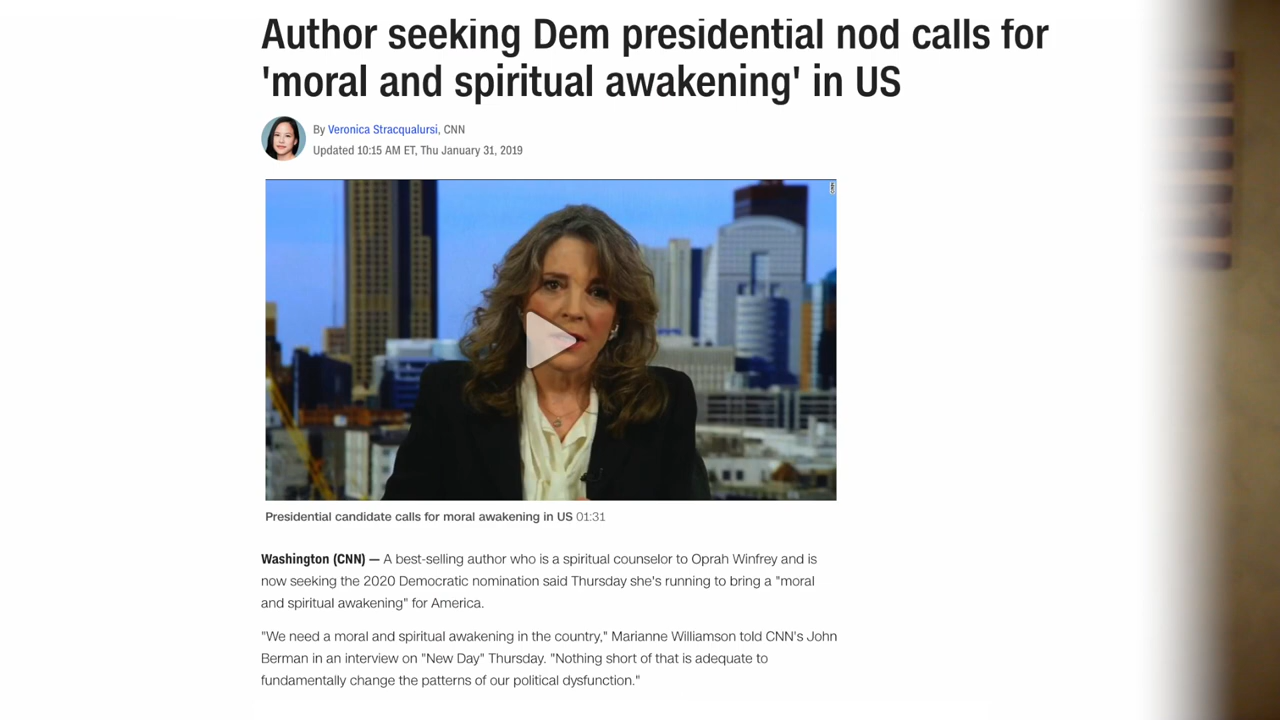 Author seeking Dem presidential nod calls for
'moral and spiritual awakening' in US
By Veronica Stracqualursi, CNN
Updated 10:15 AM ET, Thu January 31, 2019
CNN
Presidential candidate calls for moral awakening in US 01:31
Washington (CNN) — A best-selling author who is a spiritual counselor to Oprah Winfrey and is
now seeking the 2020 Democratic nomination said Thursday she's running to bring a "moral
and spiritual awakening" for America.
"We need a moral and spiritual awakening in the country," Marianne Williamson told CNN's John
Berman in an interview on "New Day" Thursday. "Nothing short of that is adequate to
fundamentally change the patterns of our political dysfunction."